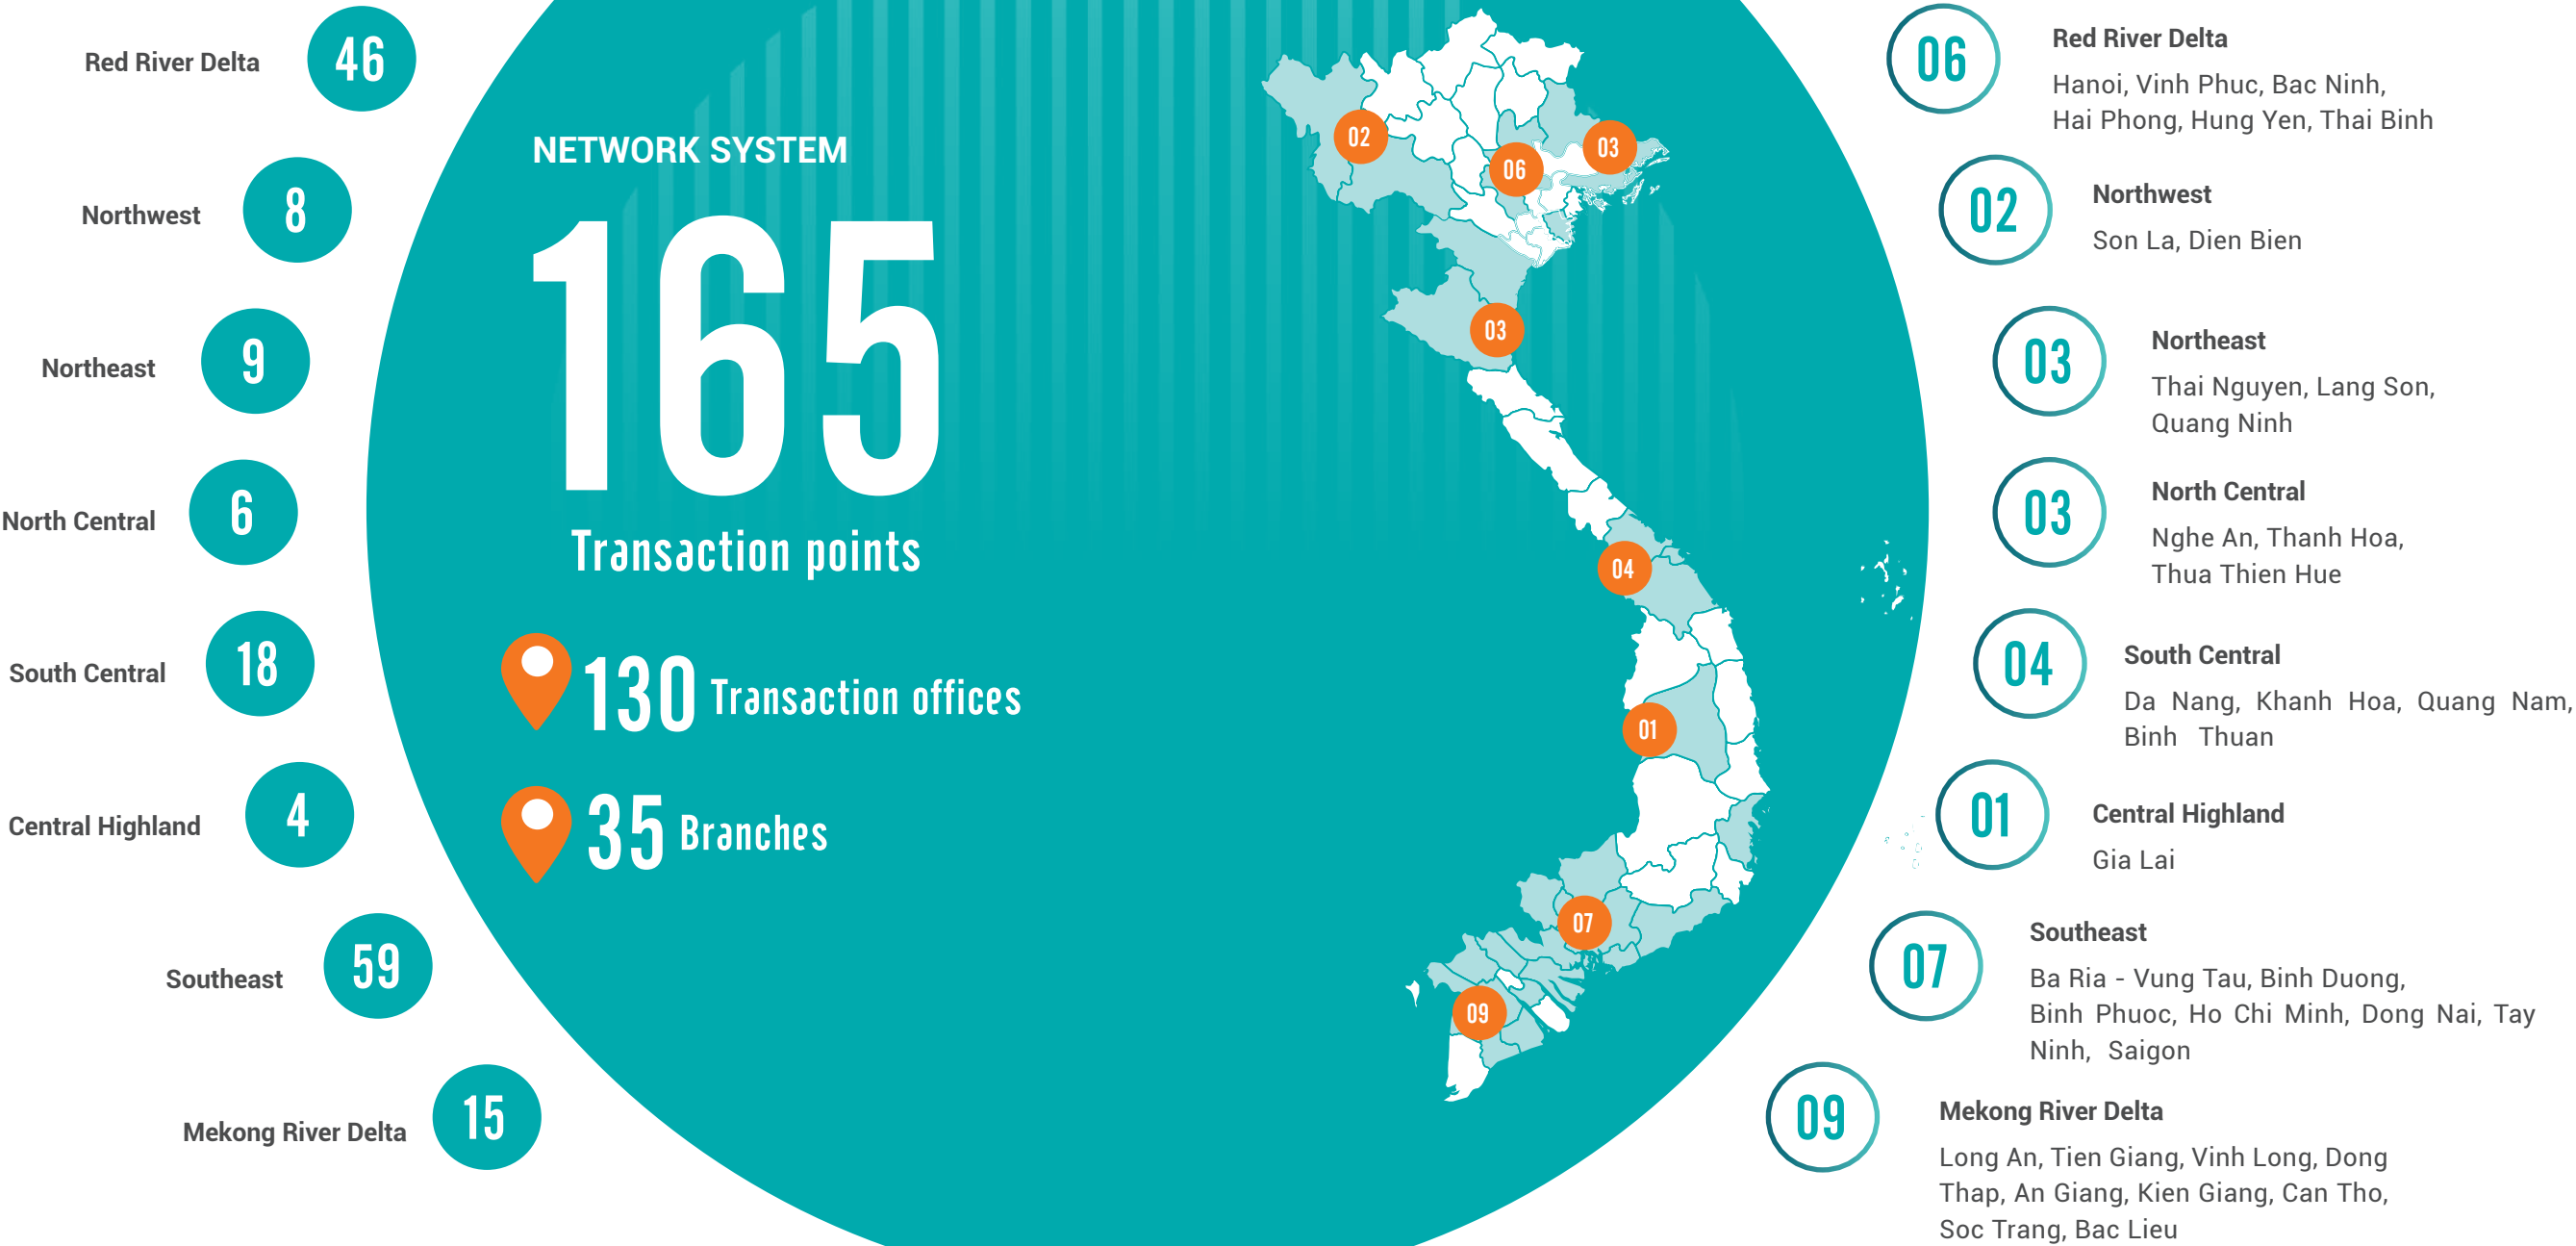 Red River Delta
46
Northwest
8
Northeast
9
North Central
6
South Central
18
Central Highland
4
Southeast
59
Mekong River Delta
15
NETWORK SYSTEM
165
Transaction points
130 Transaction offices
35 Branches
02
06
03
03
04
01
07
09
06
Red River Delta
Hanoi, Vinh Phuc, Bac Ninh,
Hai Phong, Hung Yen, Thai Binh
02
Northwest
Son La, Dien Bien
03
Northeast
Thai Nguyen, Lang Son,
Quang Ninh
03
North Central
Nghe An, Thanh Hoa,
Thua Thien Hue
04
South Central
Da Nang, Khanh Hoa, Quang Nam,
Binh Thuan
01
Central Highland
Gia Lai
07
Southeast
Ba Ria - Vung Tau, Binh Duong,
Binh Phuoc, Ho Chi Minh, Dong Nai, Tay
Ninh, Saigon
09
Mekong River Delta
Long An, Tien Giang, Vinh Long, Dong
Thap, An Giang, Kien Giang, Can Tho,
Soc Trang, Bac Lieu